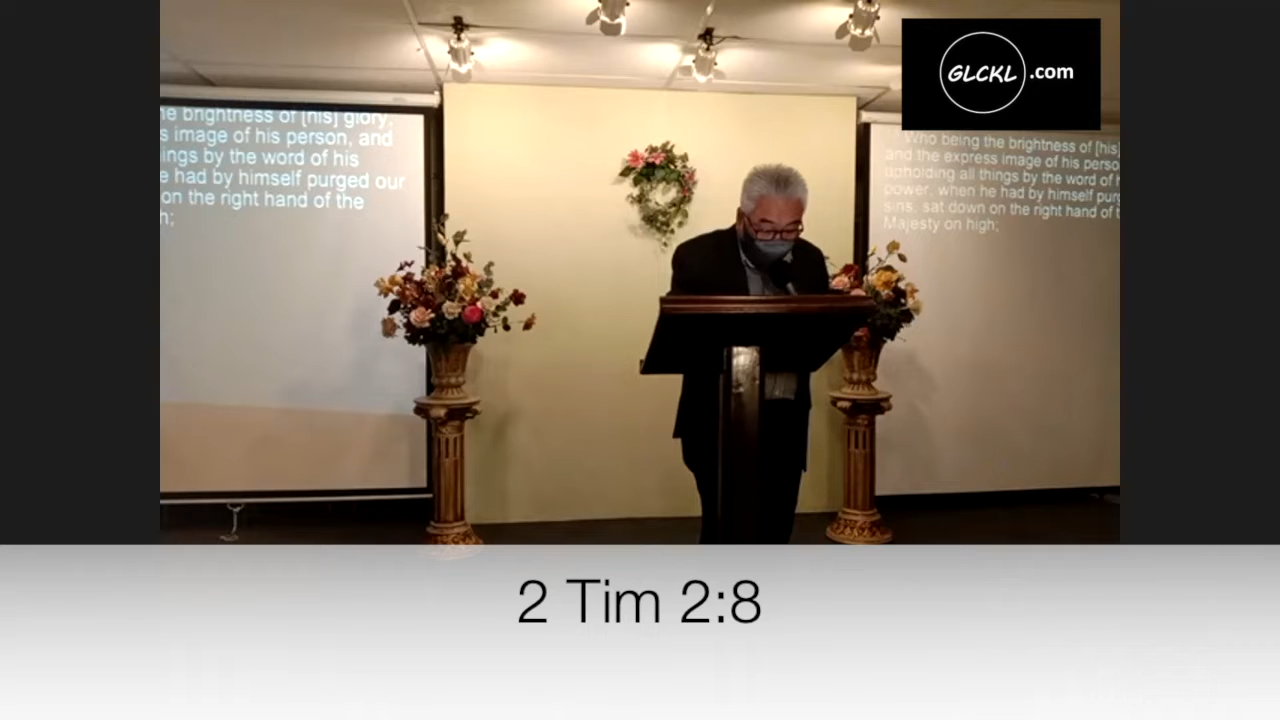 he brightness of [his] glory,
s image of his person, and
ings by the word of his
e had by himself purged our
on the right hand of the
h;
GLCKL .com
Who being the brightness of [his]
and the express image of his perso
upholding all things by the word of h
power, when he had by himself purg
sins, sat down on the right hand of t
Majesty on high;
2 Tim 2:8